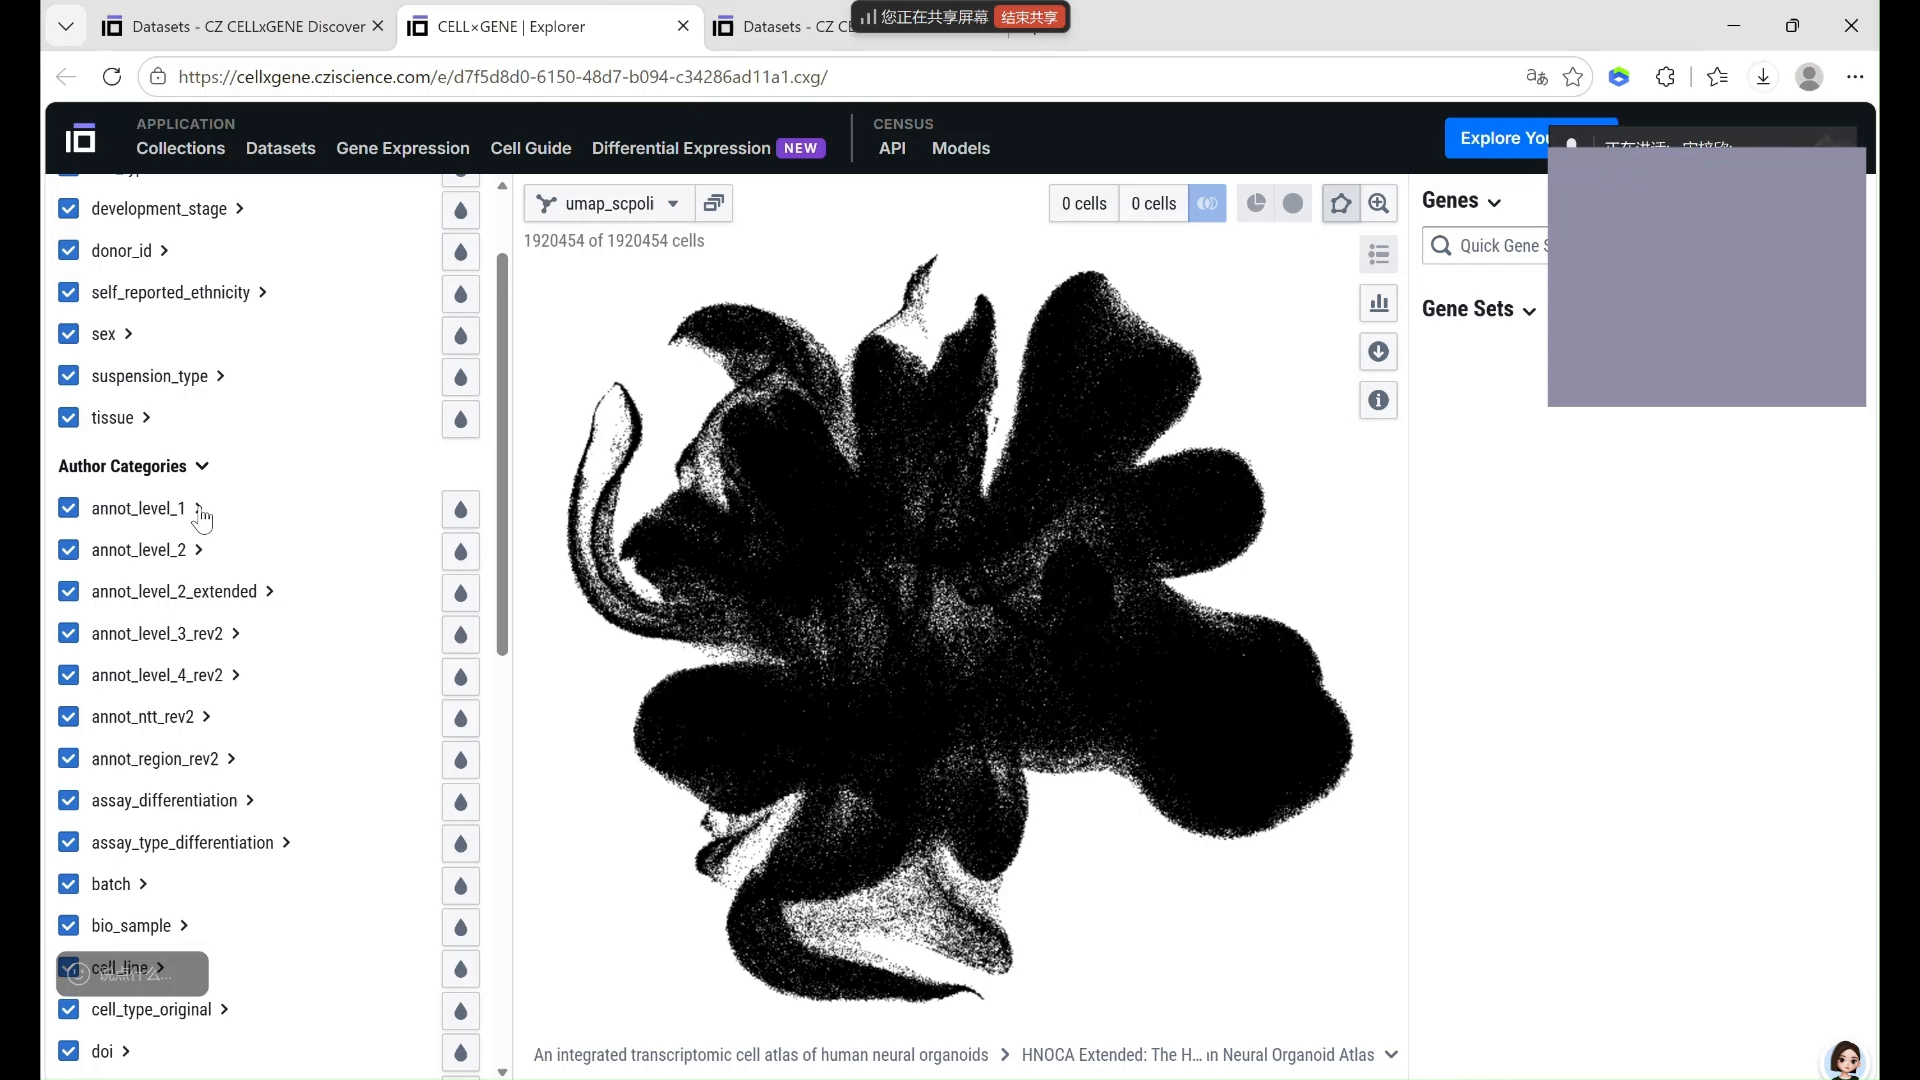 Datasets - CZ CELLxGENE Discover
CELL×GENE | Explorer
Datasets - CZ CE
您正在共享屏幕 结束共享
https://cellxgene.cziscience.com/e/d7f5d8d0-6150-48d7-b094-c34286ad11a1.cxg/
APPLICATION
Collections Datasets Gene Expression Cell Guide Differential Expression NEW
CENSUS
API Models
Explore You
development_stage
donor_id
self_reported_ethnicity
sex
suspension_type
tissue
Author Categories
annot_level_1
annot_level_2
annot_level_2_extended
annot_level_3_rev2
annot_level_4_rev2
annot_ntt_rev2
annot_region_rev2
assay_differentiation
assay_type_differentiation
batch
bio_sample
cell_line
说点什么...
cell_type_original
doi
umap_scpoli
0 cells 0 cells
1920454 of 1920454 cells
An integrated transcriptomic cell atlas of human neural organoids
HNOCA Extended: The H... ın Neural Organoid Atlas
Genes
Quick Gene S
Gene Sets